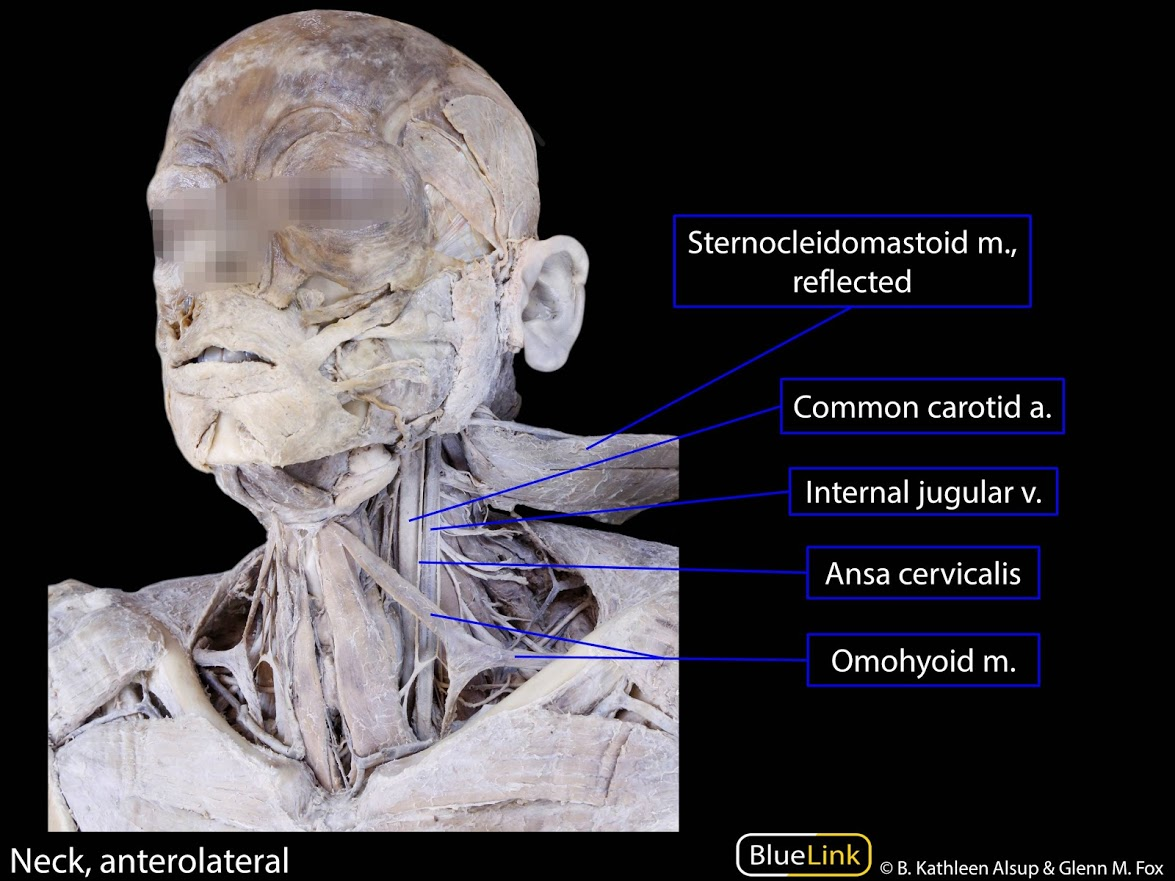 Sternocleidomastoid m.,
reflected
Common carotid a.
Internal jugular v.
Ansa cervicalis
Omohyoid m.
Neck, anterolateral
BlueLink
© B. Kathleen Alsup & Glenn M. Fox